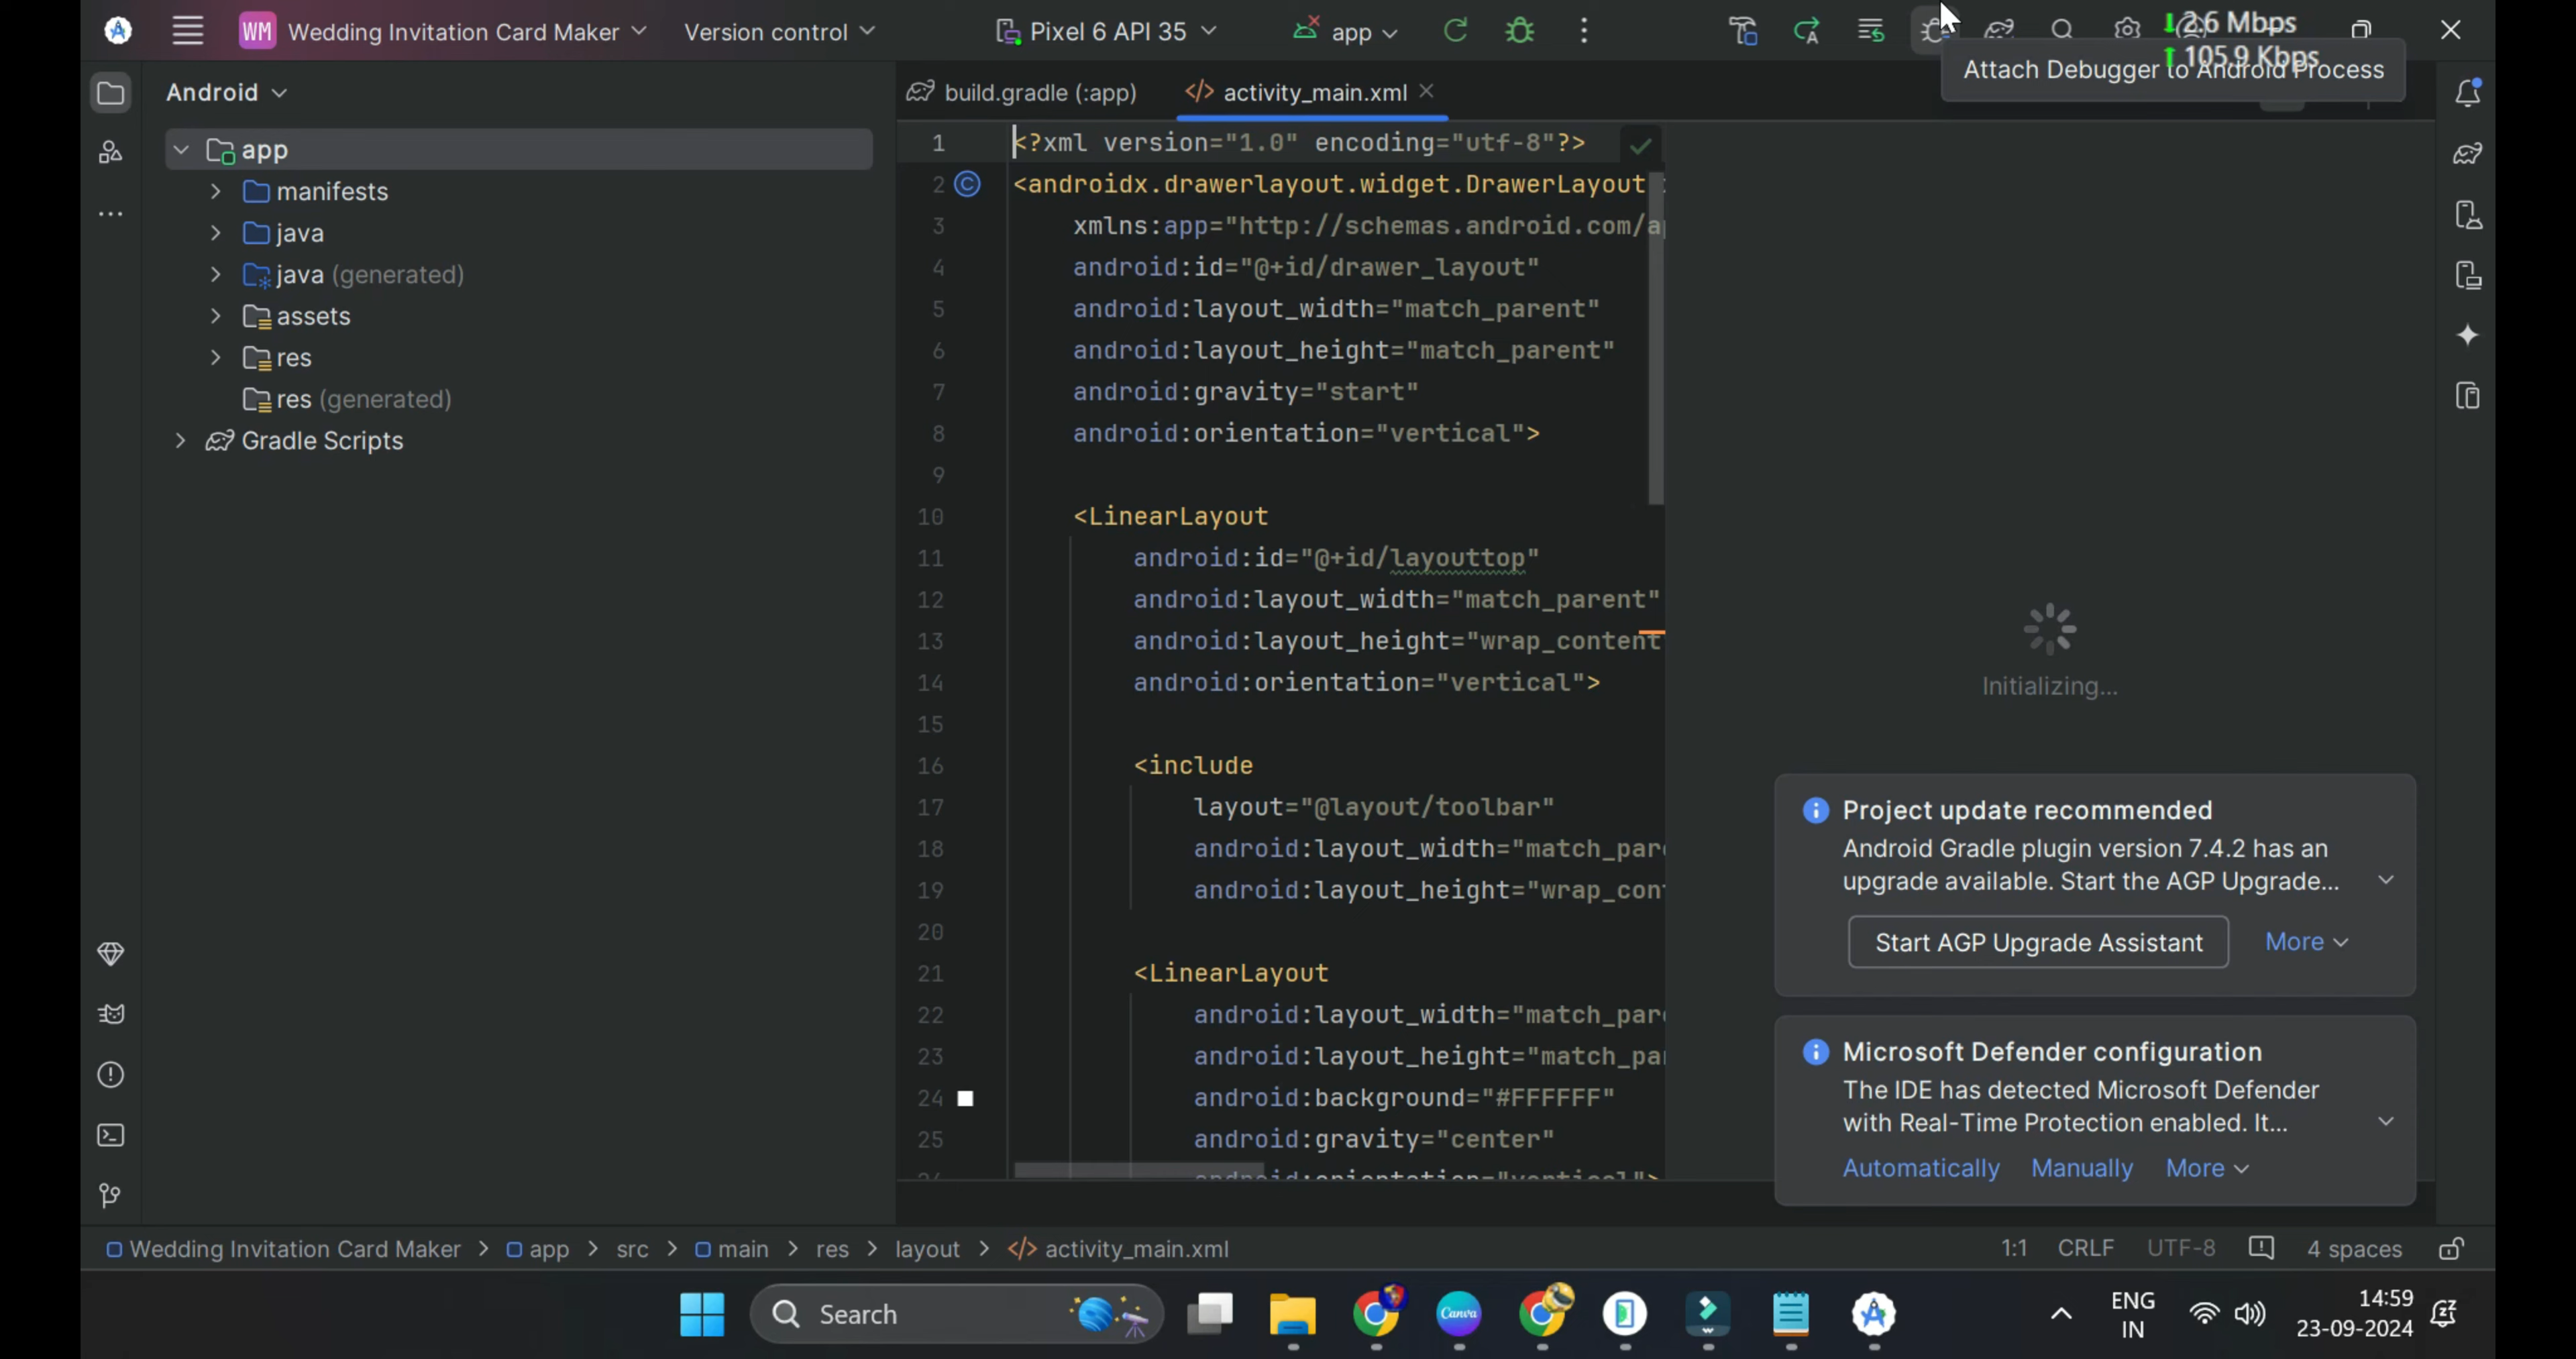 WM Wedding Invitation Card Maker Version control Pixel 6 API 35 app
2.6 Mbps
105.9 Kbps
Attach Debugger to Android Process
Android
app
manifests
java
java (generated)
assets
res
res (generated)
Gradle Scripts
build.gradle (:app) activity_main.xml
1 <?xml version="1.0" encoding="utf-8"?>
2 <androidx.drawerlayout.widget.DrawerLayout
3 xmlns:app="http://schemas.android.com/ap
4 android:id="@+id/drawer_layout"
5 android:layout_width="match_parent"
6 android:layout_height="match_parent"
7 android:gravity="start"
8 android:orientation="vertical">
9
10 <LinearLayout
11 android:id="@+id/layouttop"
12 android:layout_width="match_parent"
13 android:layout_height="wrap_content
14 android:orientation="vertical">
15
16 <include
17 layout="@layout/toolbar"
18 android:layout_width="match_pare
19 android:layout_height="wrap_cont
20
21 <LinearLayout
22 android:layout_width="match_pare
23 android:layout_height="match_par
24 android:background="#FFFFFF"
25 android:gravity="center"
android:orientation="vertical">
Initializing...
Project update recommended
Android Gradle plugin version 7.4.2 has an
upgrade available. Start the AGP Upgrade...
Start AGP Upgrade Assistant More
Microsoft Defender configuration
The IDE has detected Microsoft Defender
with Real-Time Protection enabled. It...
Automatically Manually More
Wedding Invitation Card Maker > app > src > main > res > layout > activity_main.xml
1:1 CRLF UTF-8 4 spaces
Search
Canva
ENG
IN
14:59
23-09-2024